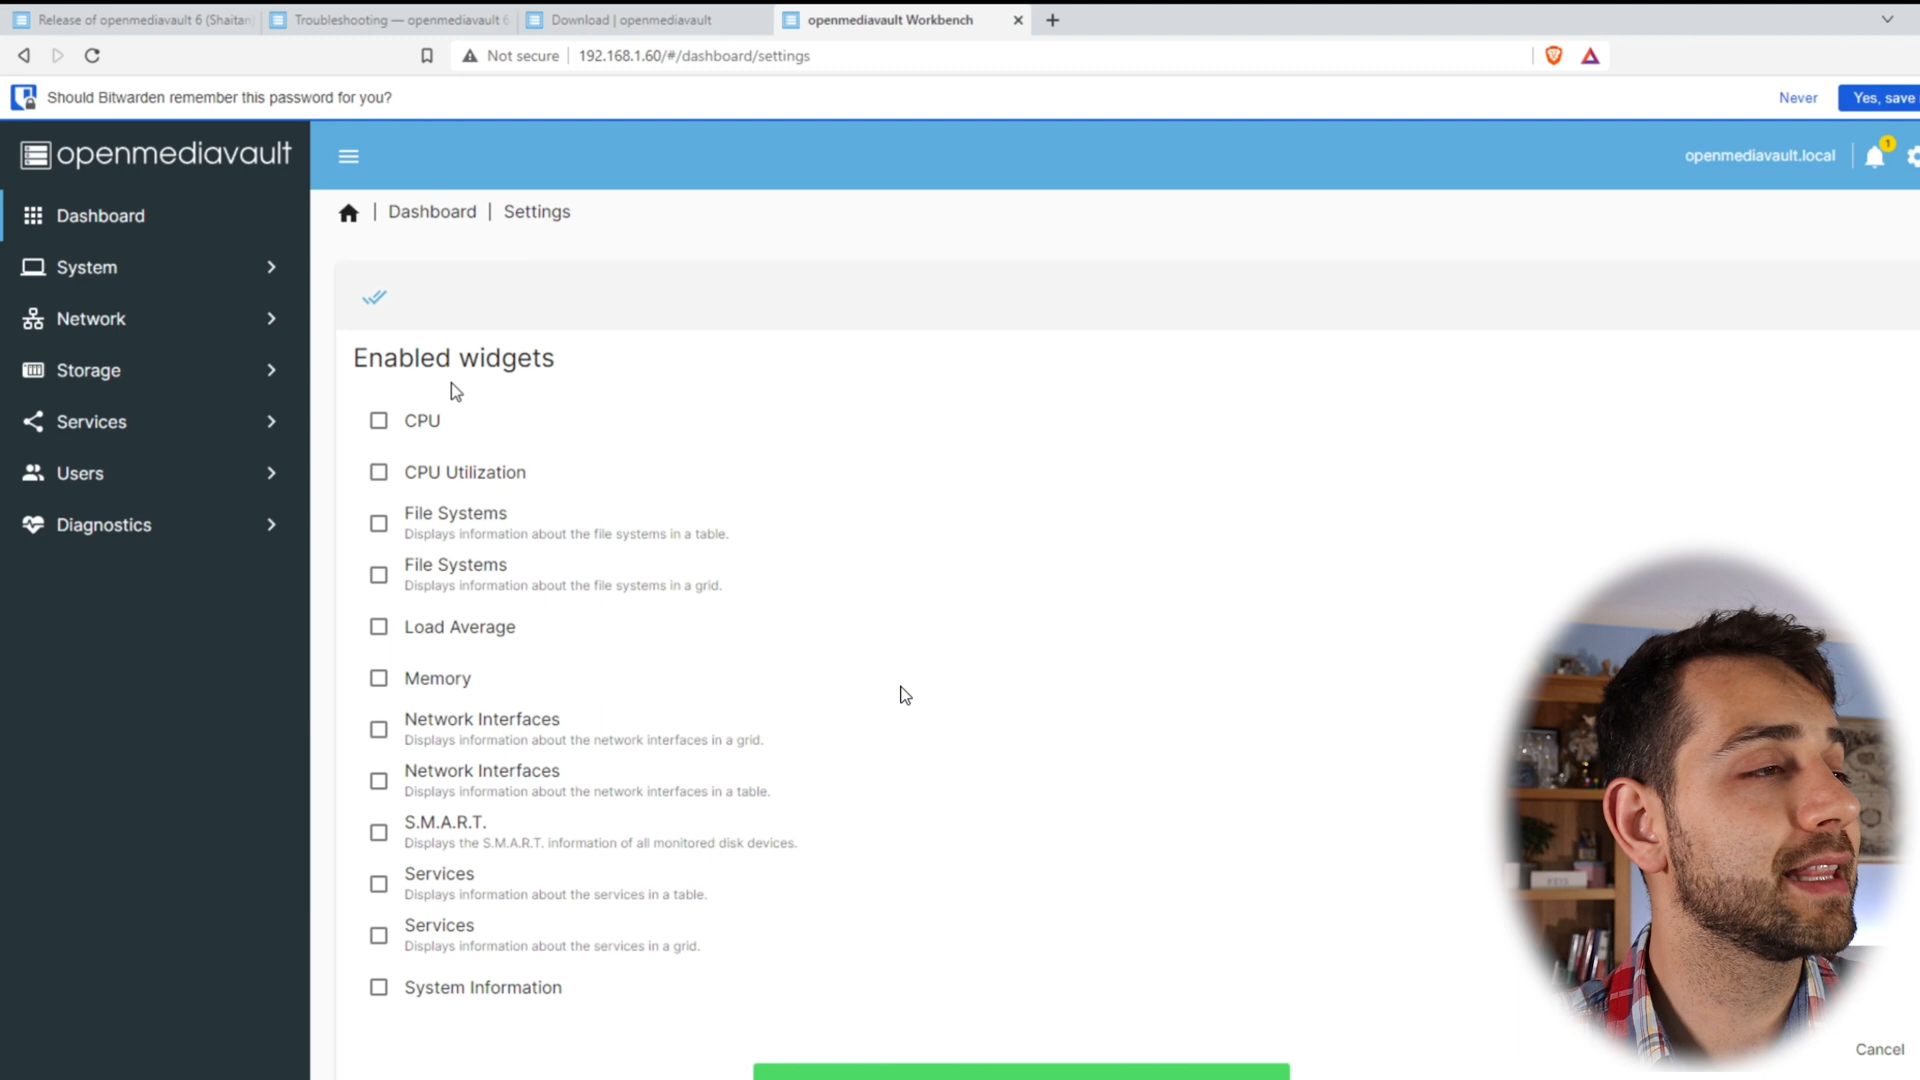 Release of openmediavault 6 (Shaitan
Troubleshooting — openmediavault 6
Download | openmediavault
openmediavault Workbench
Not secure
192.168.1.60/#/dashboard/settings
Should Bitwarden remember this password for you?
Never
Yes, save
openmediavault
openmediavault.local
1
Dashboard | Settings
Dashboard
System
Network
Storage
Services
Users
Diagnostics
Enabled widgets
CPU
CPU Utilization
File Systems
Displays information about the file systems in a table.
File Systems
Displays information about the file systems in a grid.
Load Average
Memory
Network Interfaces
Displays information about the network interfaces in a grid.
Network Interfaces
Displays information about the network interfaces in a table.
S.M.A.R.T.
Displays the S.M.A.R.T. information of all monitored disk devices.
Services
Displays information about the services in a table.
Services
Displays information about the services in a grid.
System Information
Cancel